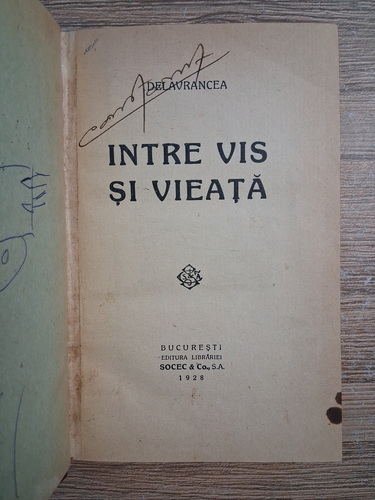 DELAVRANCEA
INTRE VIS
ȘI VIEAȚĂ
BUCUREȘTI
EDITURA LIBRĂRIEI
SOCEC & Co., S.A.
1928